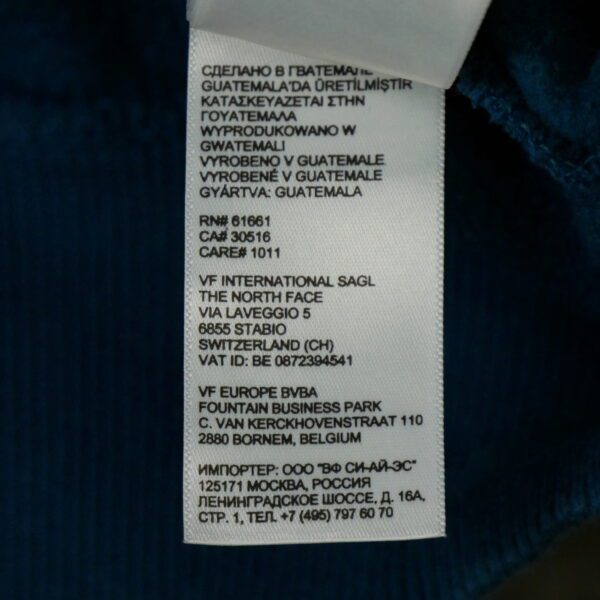 СДЕЛАНО В ГВАТЕМАЛЕ
GUATEMALA'DA ÜRETİLMİŞTİR
ΚΑΤΑΣΚΕΥΑΖΕΤΑΙ ΣΤΗΝ
ΓΟΥΑΤΕΜΑΛΑ
WYPRODUKOWANO W
GWATEMALI
VYROBENO V GUATEMALE
VYROBENÉ V GUATEMALE
GYÁRTVA: GUATEMALA
RN# 61661
CA# 30516
CARE# 1011
VF INTERNATIONAL SAGL
THE NORTH FACE
VIA LAVEGGIO 5
6855 STABIO
SWITZERLAND (CH)
VAT ID: BE 0872394541
VF EUROPE BVBA
FOUNTAIN BUSINESS PARK
C. VAN KERCKHOVENSTRAAT 110
2880 BORNEM, BELGIUM
ИМПОРТЕР: ООО "ВФ СИ-АЙ-ЭС"
125171 МОСКВА, РОССИЯ
ЛЕНИНГРАДСКОЕ ШОССЕ, Д. 16А,
СТР. 1, ТЕЛ. +7 (495) 797 60 70